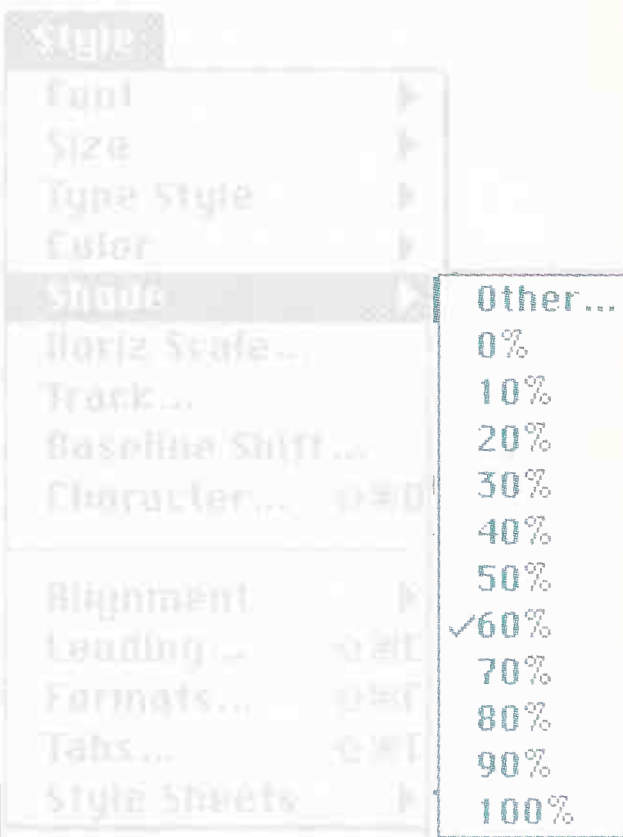 Style
Font
Size
Type Style
Color
Shade
Horiz Scale...
Track...
Baseline Shift...
Character...
Alignment
Leading...
Formats...
Tabs...
Style Sheets
Other...
0%
10%
20%
30%
40%
50%
✓60%
70%
80%
90%
100%